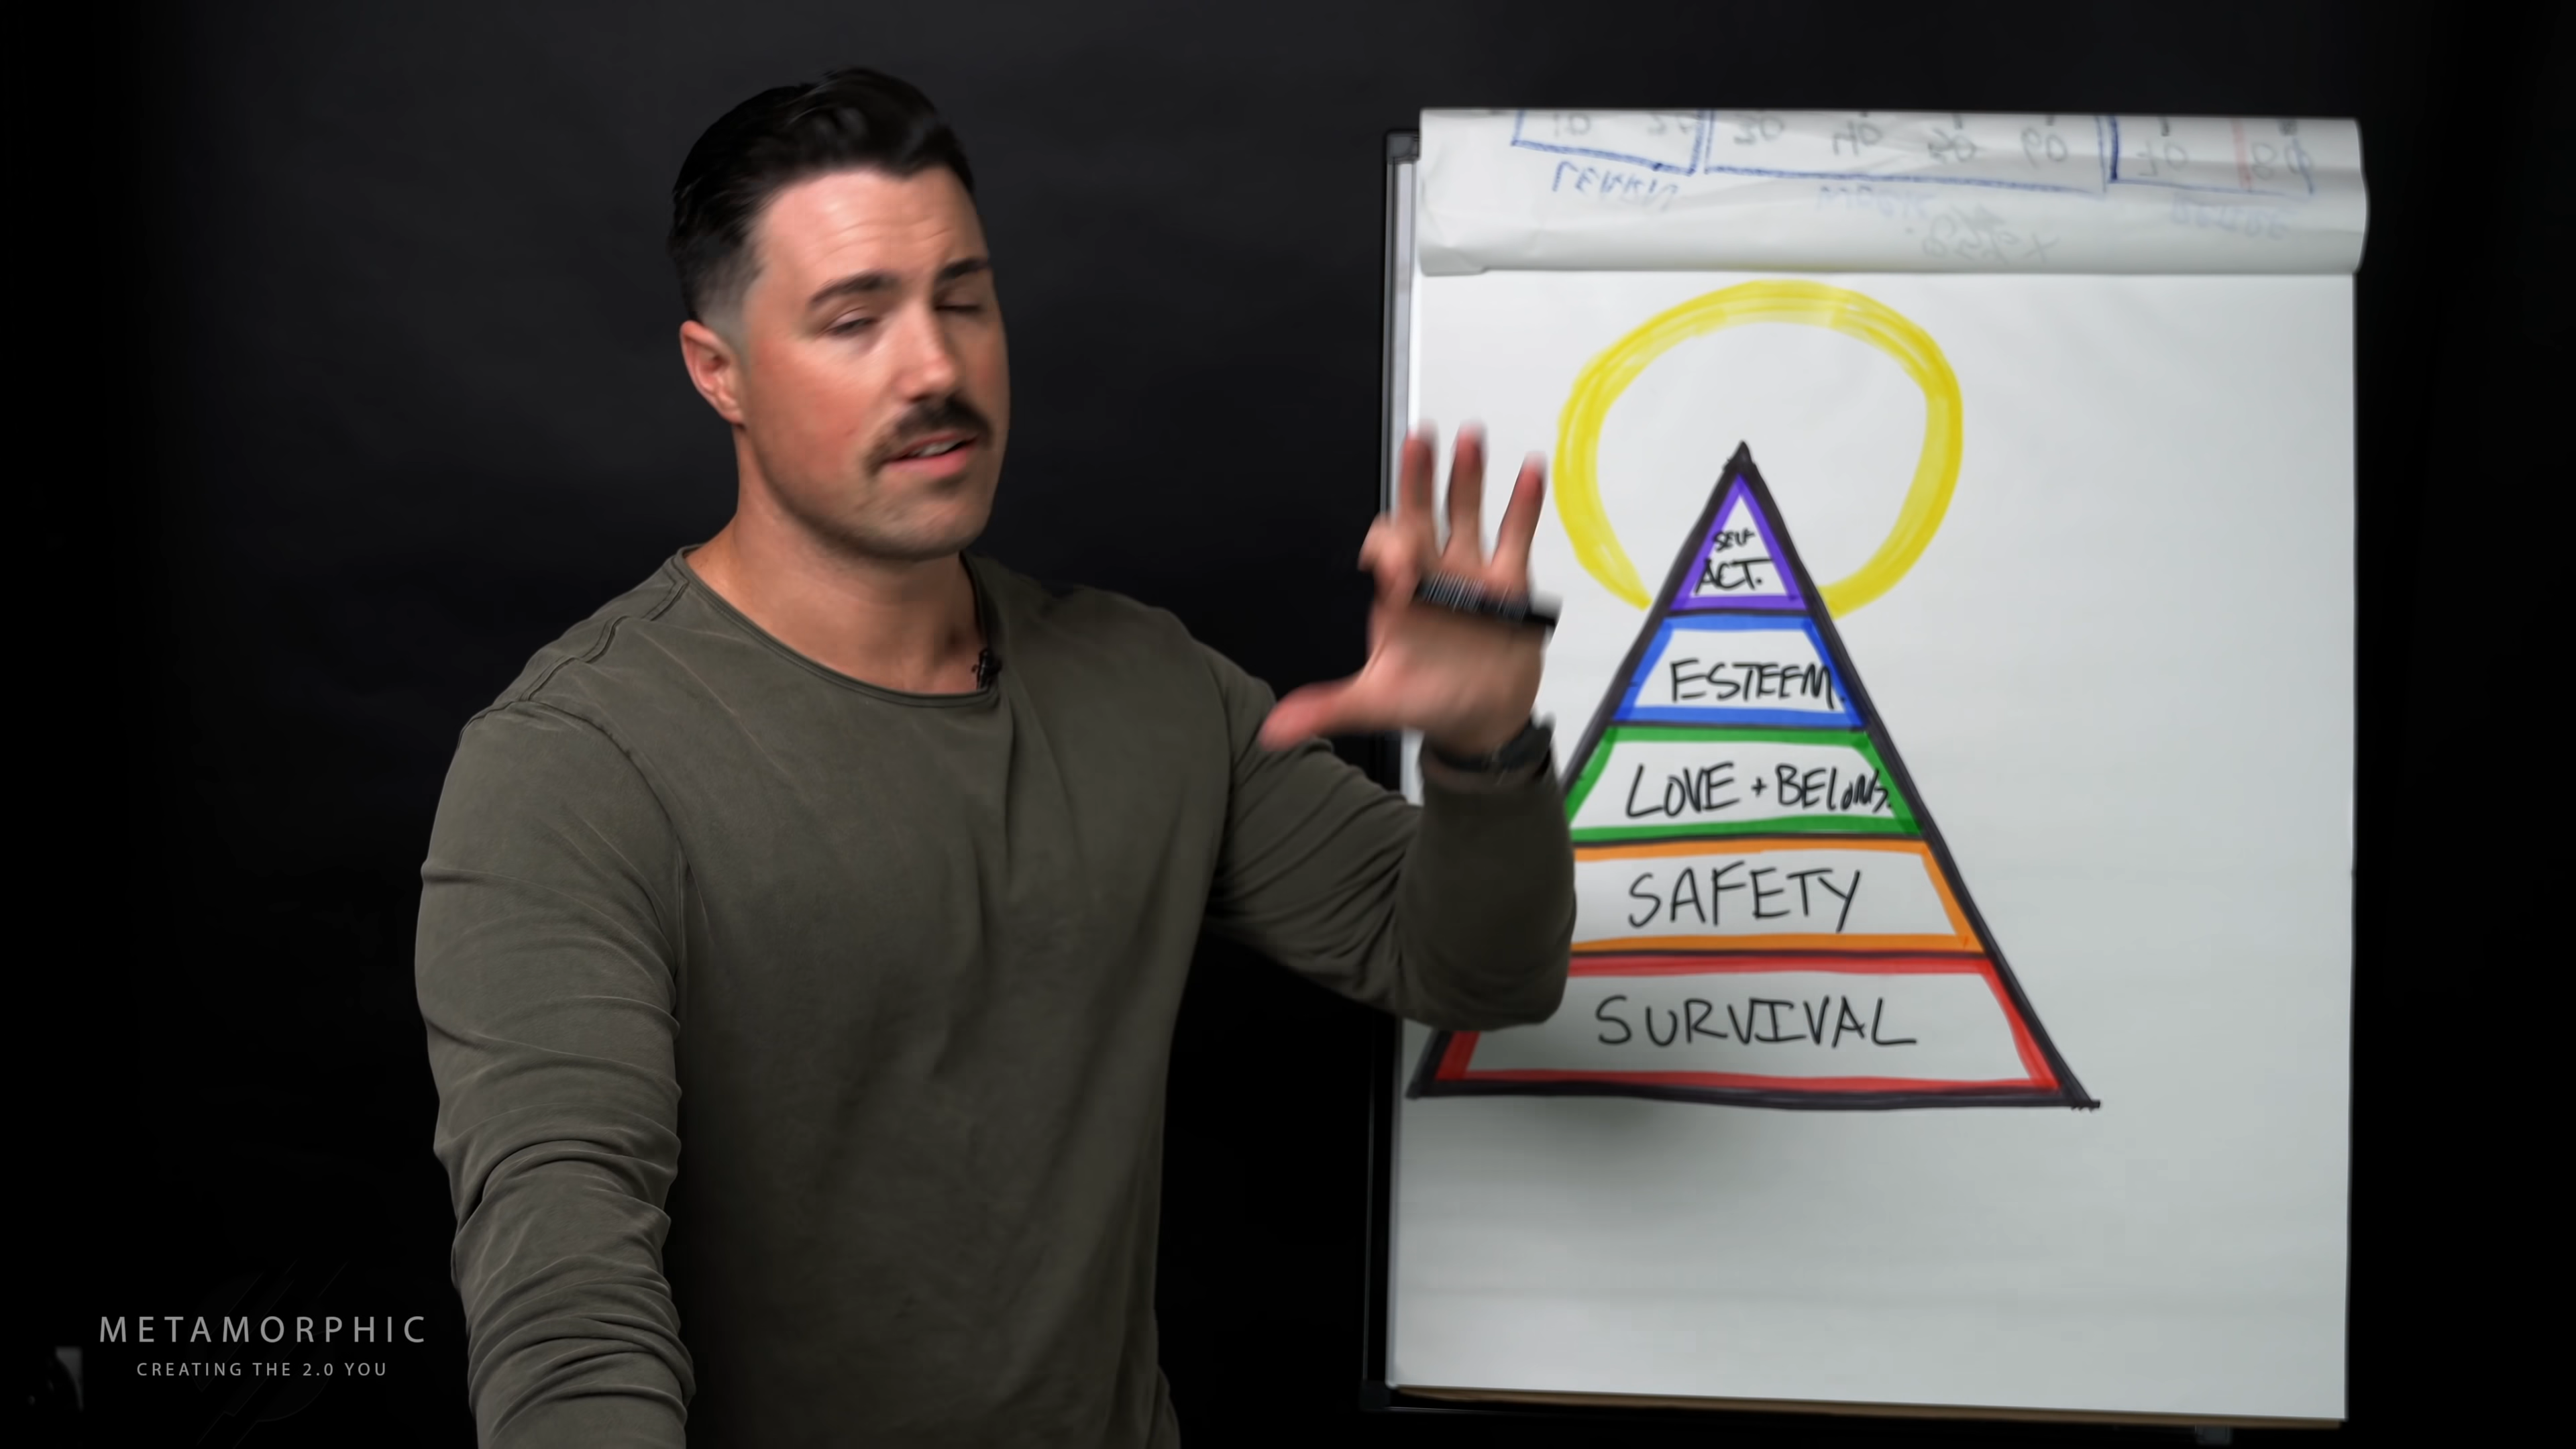 SELF
ACT.
ESTEEM
LOVE + BELONG.
SAFETY
SURVIVAL
METAMORPHIC
CREATING THE 2.0 YOU